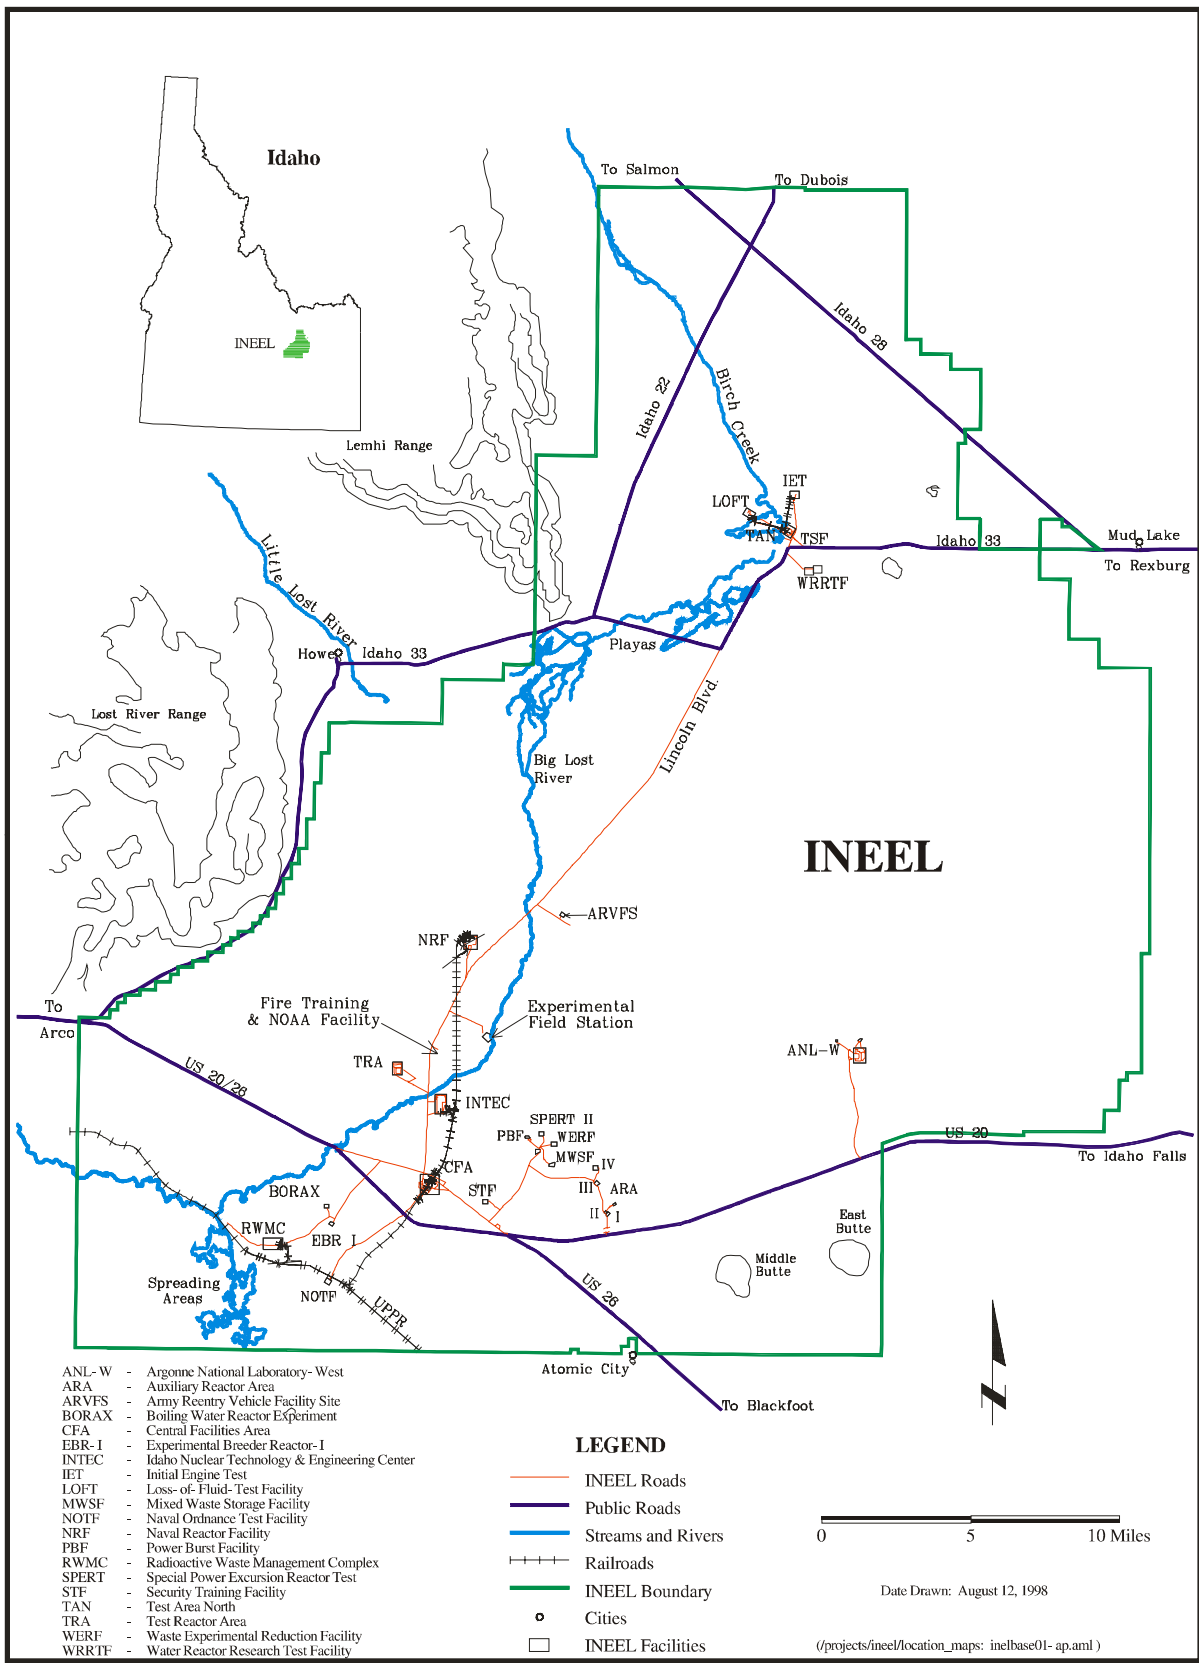 Idaho
INEEL
To Salmon
To Dubois
Idaho 28
Idaho 22
Birch Creek
Lemhi Range
IET
LOFT
TAN
TSF
Idaho 33
Mud Lake
To Rexburg
WRRTF
Little Lost River
Howe
Idaho 33
Playas
Lost River Range
Lincoln Blvd.
Big Lost
River
INEEL
ARVFS
NRF
Fire Training
& NOAA Facility
Experimental
Field Station
To
Arco
US 20/26
TRA
ANL-W
INTEC
SPERT II
PBF
WERF
MWSF
IV
III
ARA
II
I
CFA
STF
US 20
To Idaho Falls
BORAX
RWMC
EBR I
NOTF
UPPR
Spreading
Areas
East
Butte
Middle
Butte
US 26
Atomic City
To Blackfoot
N
ANL-W - Argonne National Laboratory-West
ARA - Auxiliary Reactor Area
ARVFS - Army Reentry Vehicle Facility Site
BORAX - Boiling Water Reactor Experiment
CFA - Central Facilities Area
EBR-I - Experimental Breeder Reactor-I
INTEC - Idaho Nuclear Technology & Engineering Center
IET - Initial Engine Test
LOFT - Loss-of-Fluid-Test Facility
MWSF - Mixed Waste Storage Facility
NOTF - Naval Ordnance Test Facility
NRF - Naval Reactor Facility
PBF - Power Burst Facility
RWMC - Radioactive Waste Management Complex
SPERT - Special Power Excursion Reactor Test
STF - Security Training Facility
TAN - Test Area North
TRA - Test Reactor Area
WERF - Waste Experimental Reduction Facility
WRRTF - Water Reactor Research Test Facility
LEGEND
INEEL Roads
Public Roads
Streams and Rivers
Railroads
INEEL Boundary
Cities
INEEL Facilities
0 5 10 Miles
Date Drawn: August 12, 1998
(/projects/ineel/location_maps: inelbase01-ap.aml )